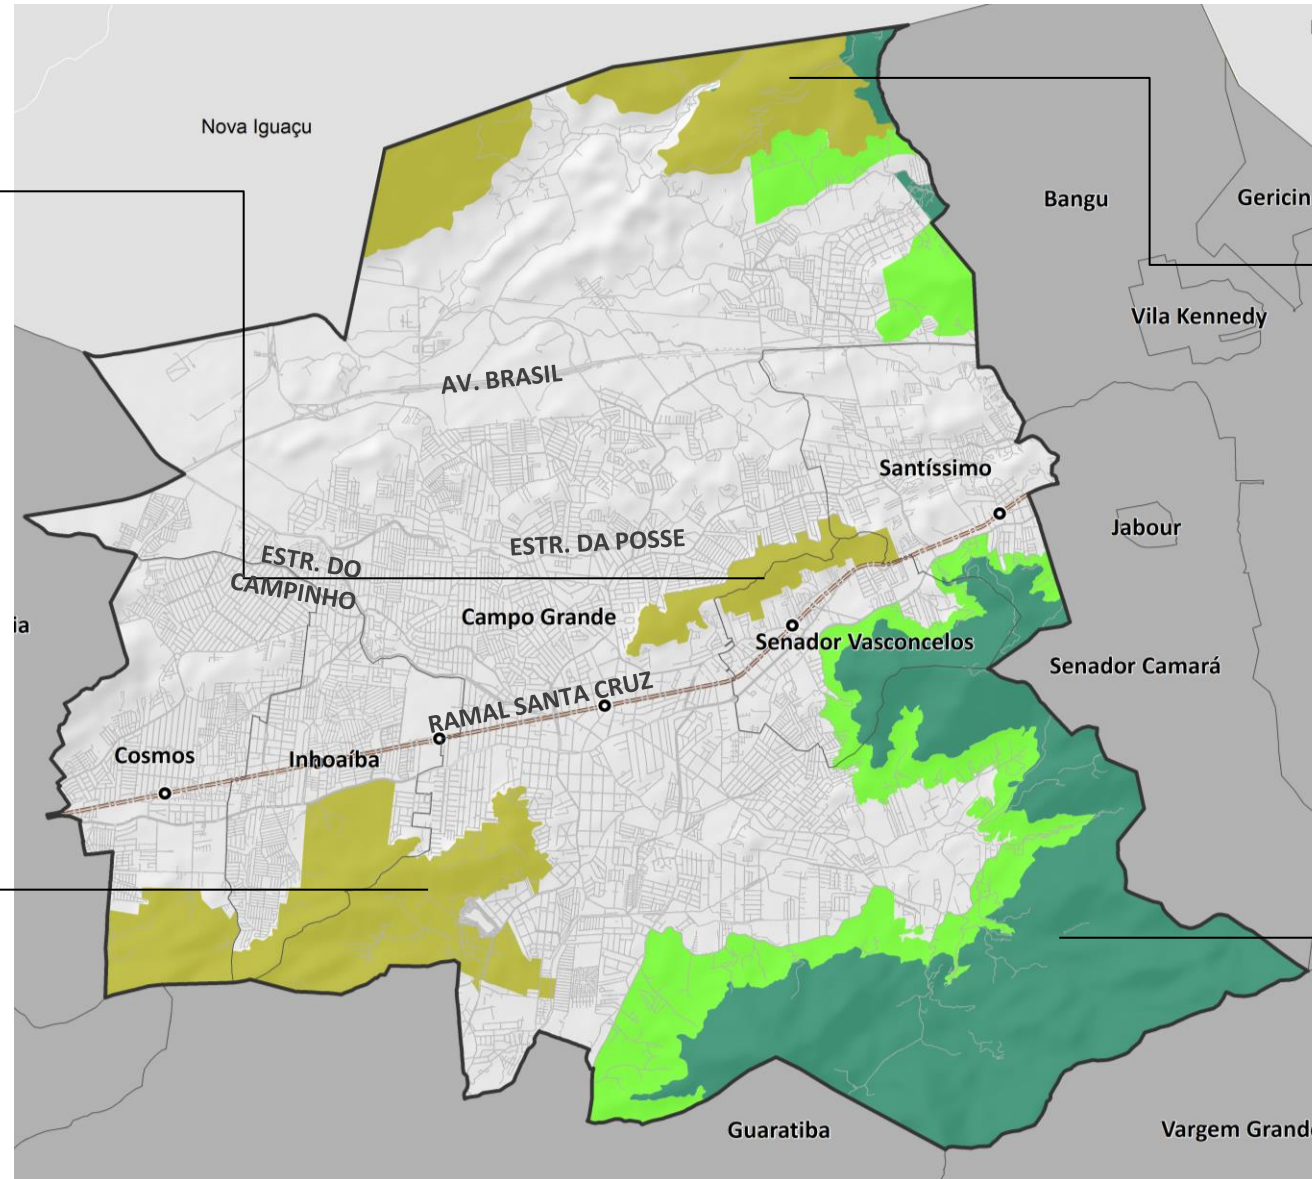 Nova Iguaçu
Bangu
Gericin
Vila Kennedy
AV. BRASIL
Santíssimo
Jabour
ESTR. DA POSSE
ESTR. DO
CAMPINHO
Campo Grande
ia
Senador Vasconcelos
Senador Camará
RAMAL SANTA CRUZ
Cosmos
Inhoaíba
Guaratiba
Vargem Grand